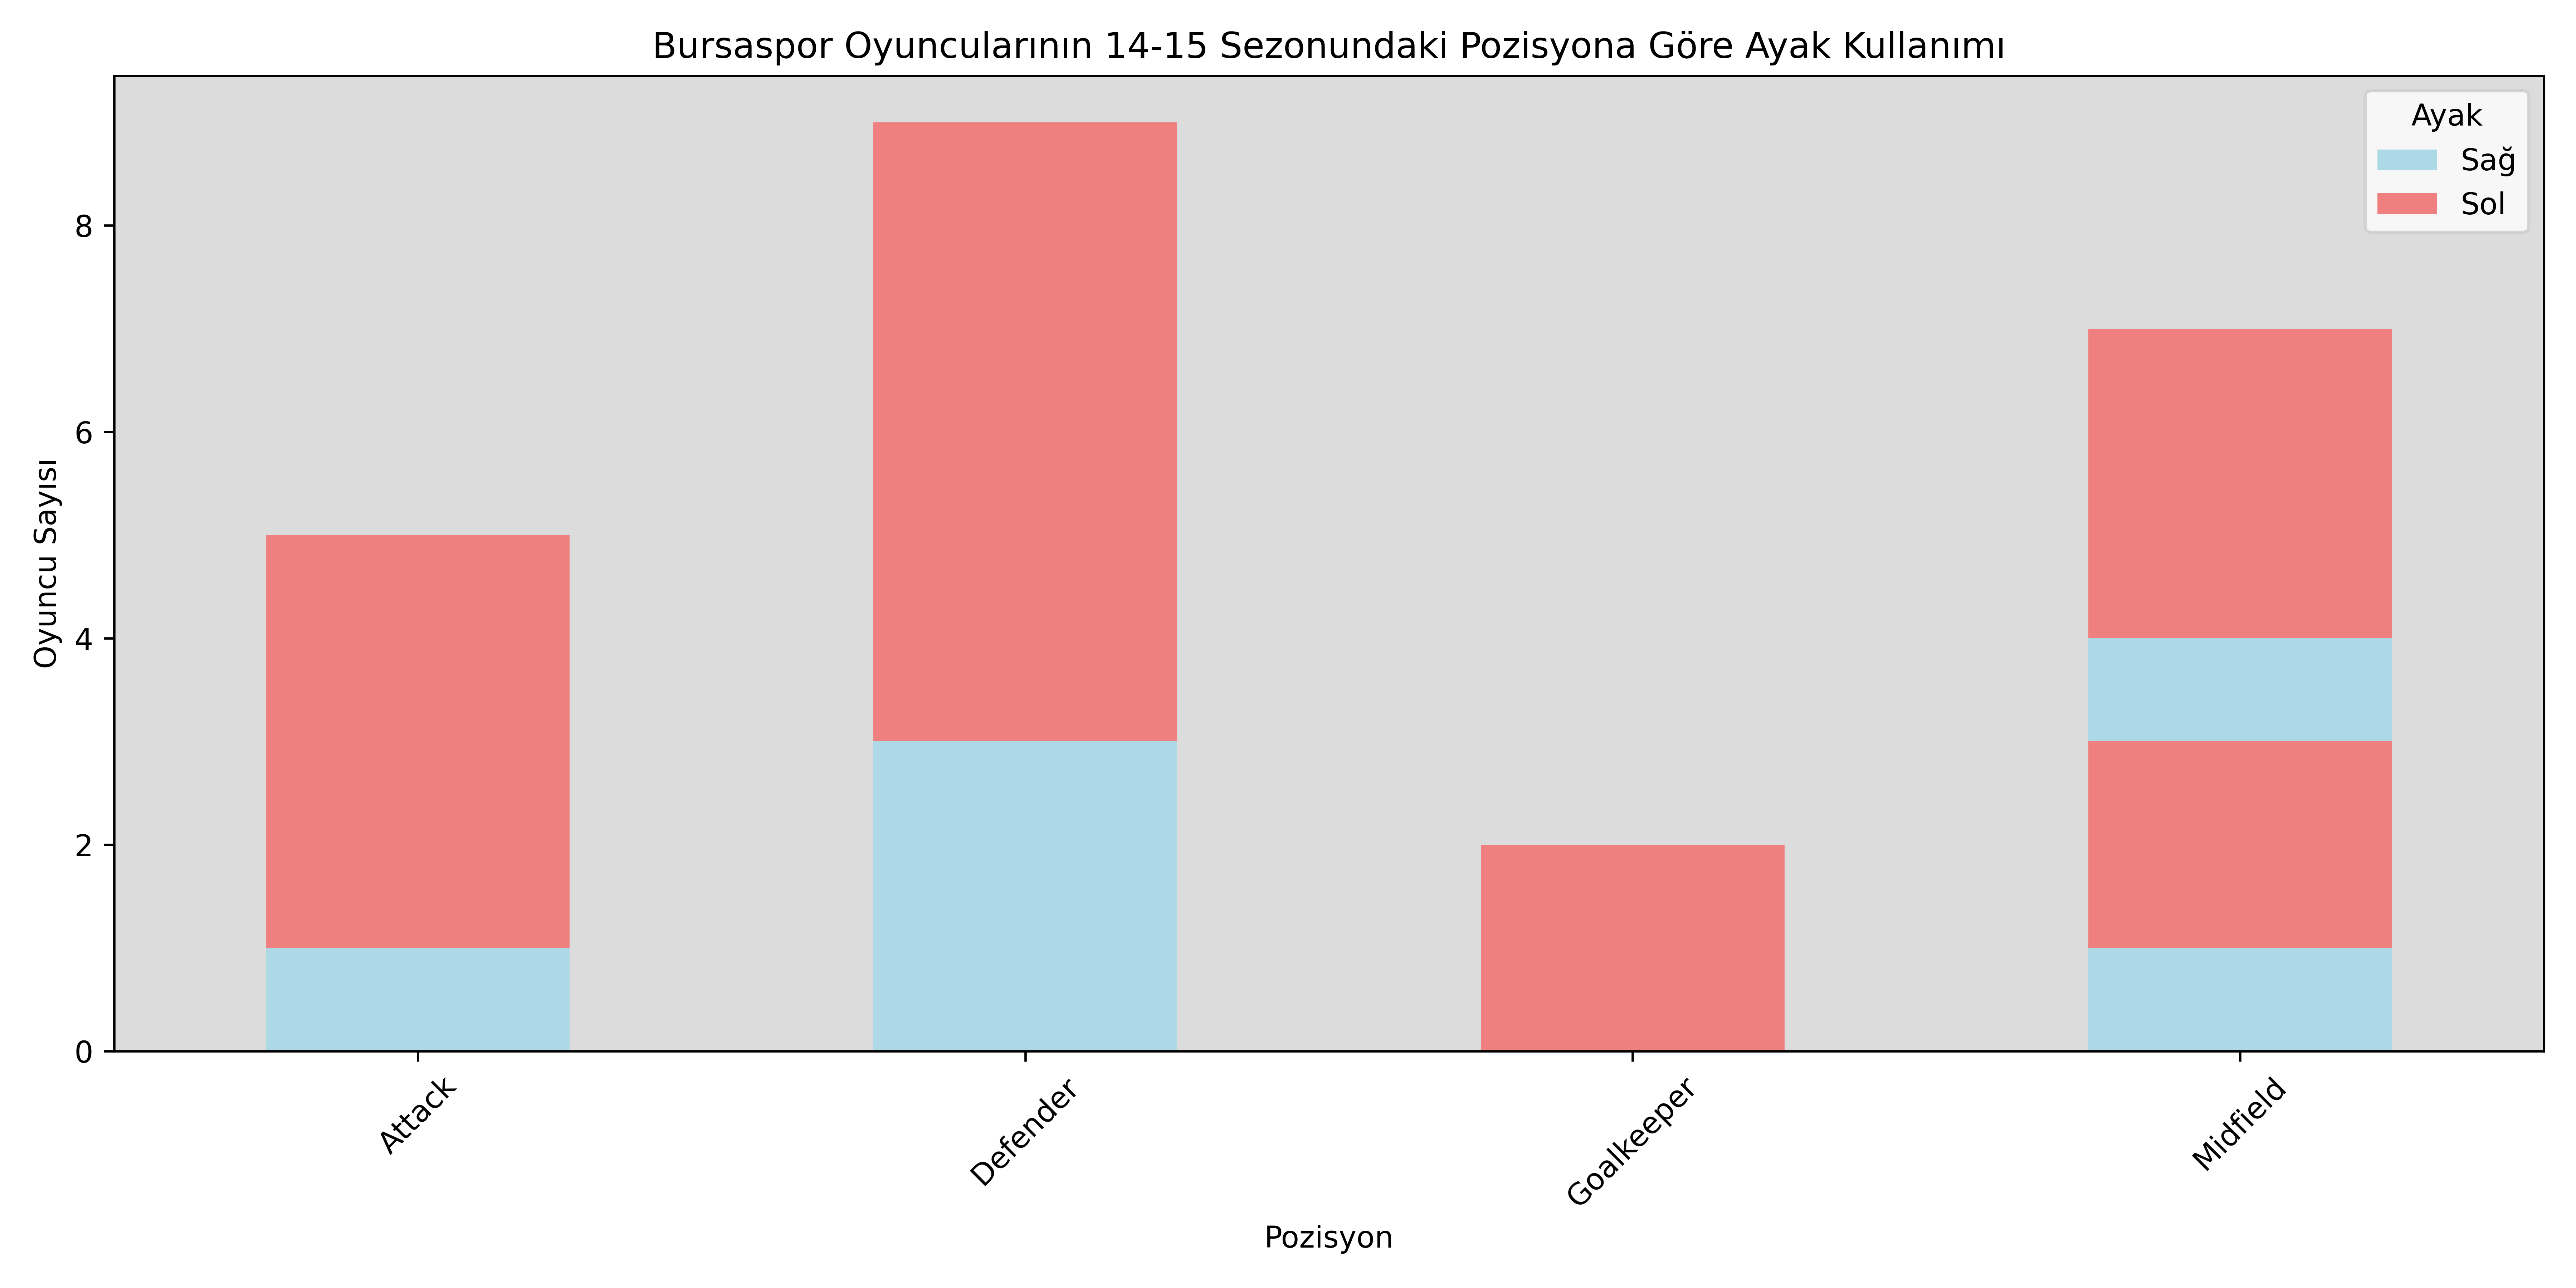 Bursaspor Oyuncularının 14-15 Sezonundaki Pozisyona Göre Ayak Kullanımı
Ayak
Sağ
Sol
Oyuncu Sayısı
8
6
4
2
0
Attack
Defender
Goalkeeper
Midfield
Pozisyon